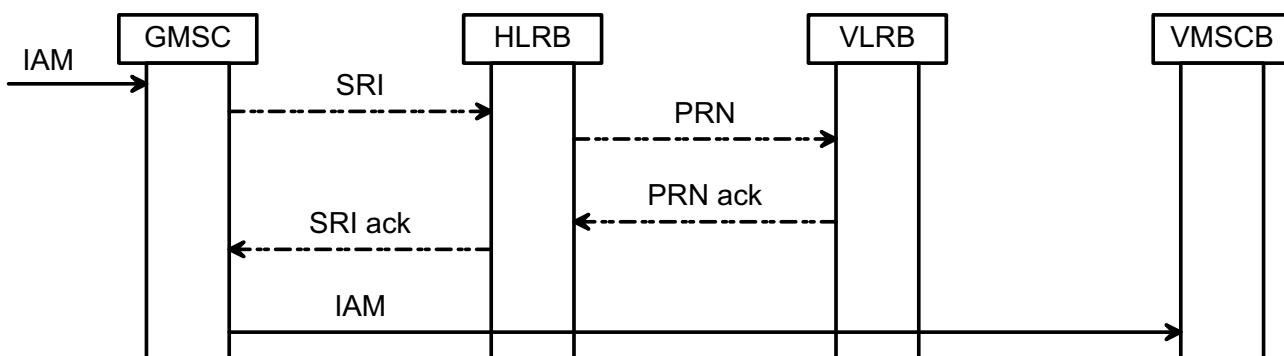 GMSC
HLRB
VLRB
VMSCB
IAM
SRI
PRN
PRN ack
SRI ack
IAM